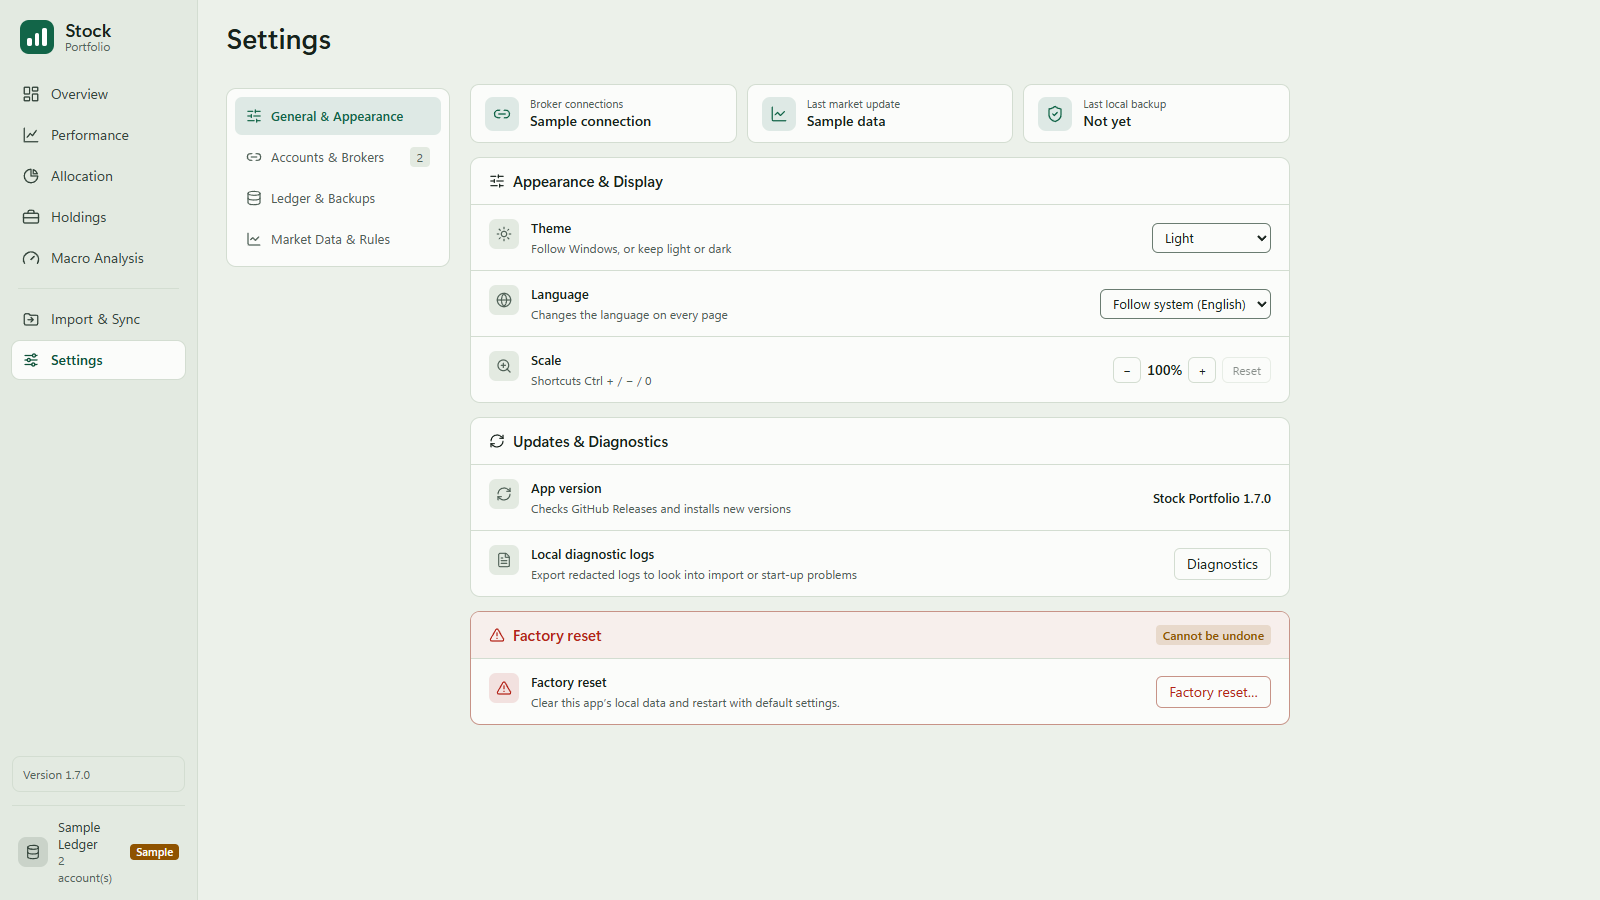 Stock
Portfolio
Overview
Performance
Allocation
Holdings
Macro Analysis
Import & Sync
Settings
Version 1.7.0
Sample
Ledger
2
account(s)
Sample
Settings
General & Appearance
Accounts & Brokers
2
Ledger & Backups
Market Data & Rules
Broker connections
Sample connection
Last market update
Sample data
Last local backup
Not yet
Appearance & Display
Theme
Follow Windows, or keep light or dark
Light
Language
Changes the language on every page
Follow system (English)
Scale
Shortcuts Ctrl + / − / 0
−
100%
+
Reset
Updates & Diagnostics
App version
Checks GitHub Releases and installs new versions
Stock Portfolio 1.7.0
Local diagnostic logs
Export redacted logs to look into import or start-up problems
Diagnostics
Factory reset
Cannot be undone
Factory reset
Clear this app's local data and restart with default settings.
Factory reset...